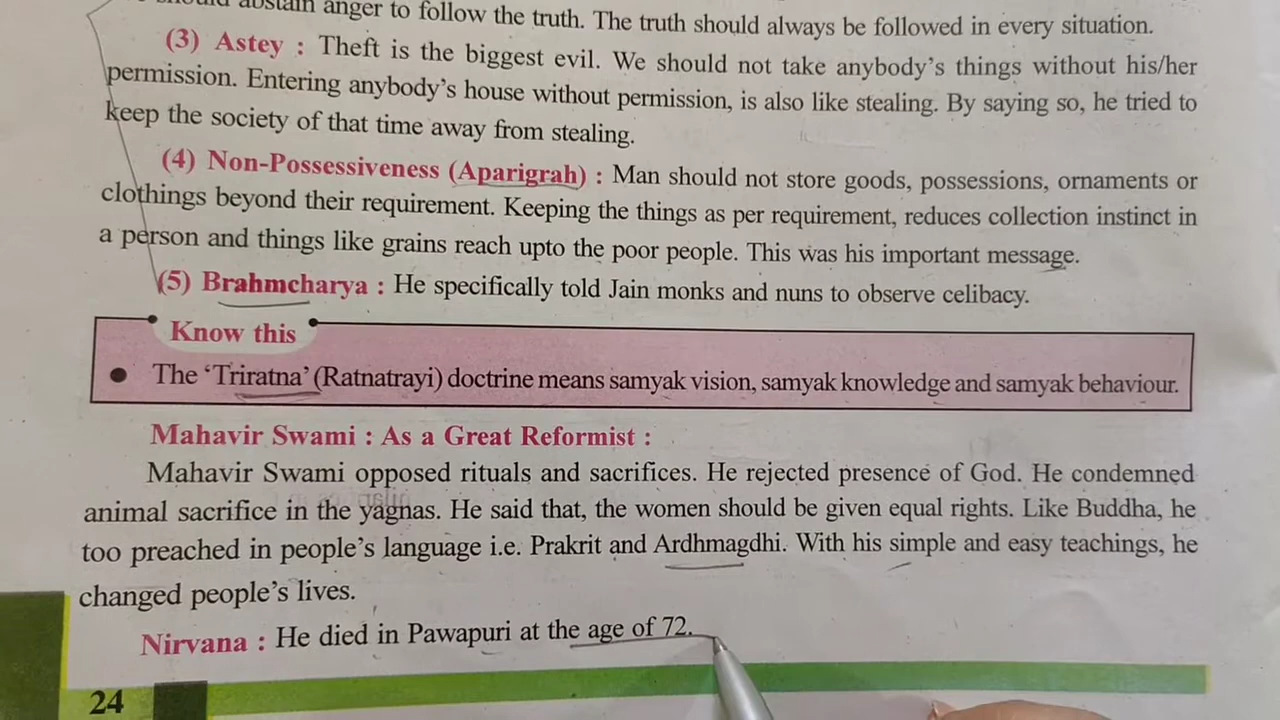 should abstain anger to follow the truth. The truth should always be followed in every situation.
(3) Astey : Theft is the biggest evil. We should not take anybody's things without his/her
permission. Entering anybody's house without permission, is also like stealing. By saying so, he tried to
keep the society of that time away from stealing.
(4) Non-Possessiveness (Aparigrah) : Man should not store goods, possessions, ornaments or
clothings beyond their requirement. Keeping the things as per requirement, reduces collection instinct in
a person and things like grains reach upto the poor people. This was his important message.
(5) Brahmcharya : He specifically told Jain monks and nuns to observe celibacy.
Know this
● The 'Triratna' (Ratnatrayi) doctrine means samyak vision, samyak knowledge and samyak behaviour.
Mahavir Swami : As a Great Reformist :
Mahavir Swami opposed rituals and sacrifices. He rejected presence of God. He condemned
animal sacrifice in the yagnas. He said that, the women should be given equal rights. Like Buddha, he
too preached in people's language i.e. Prakrit and Ardhmagdhi. With his simple and easy teachings, he
changed people's lives.
Nirvana : He died in Pawapuri at the age of 72.
24